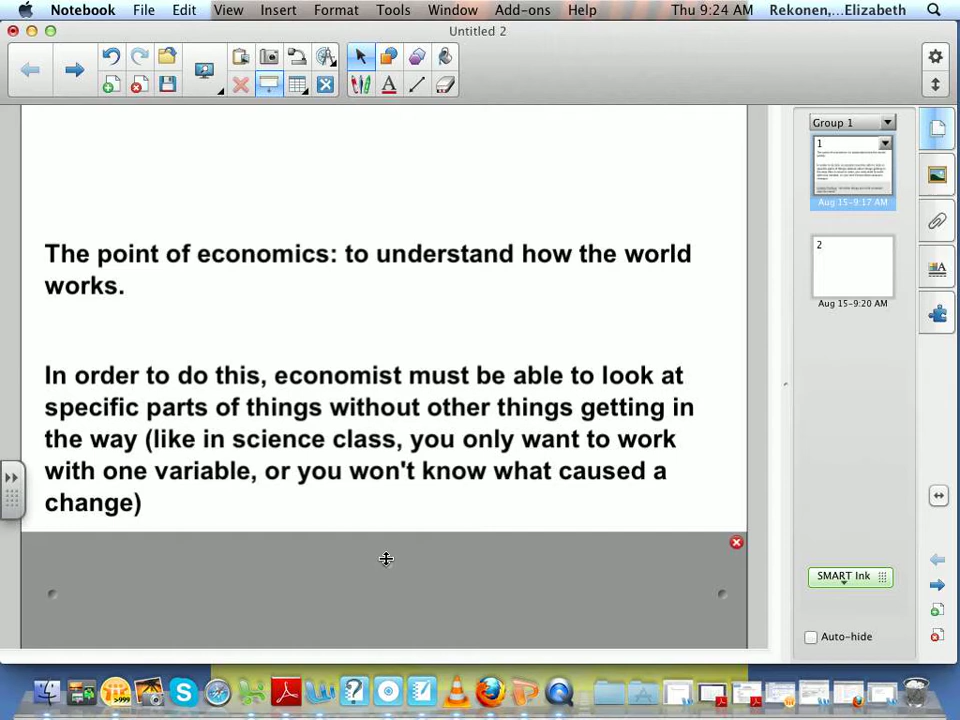 Notebook File Edit View Insert Format Tools Window Add-ons Help Thu 9:24 AM Rekonen,...Elizabeth
Untitled 2
The point of economics: to understand how the world
works.
In order to do this, economist must be able to look at
specific parts of things without other things getting in
the way (like in science class, you only want to work
with one variable, or you won't know what caused a
change)
Group 1
1
Aug 15-9:17 AM
2
Aug 15-9:20 AM
SMART Ink
Auto-hide